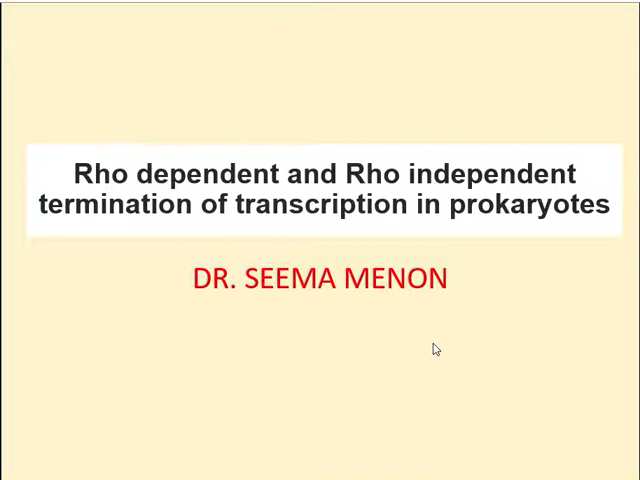 Rho dependent and Rho independent
termination of transcription in prokaryotes
DR. SEEMA MENON